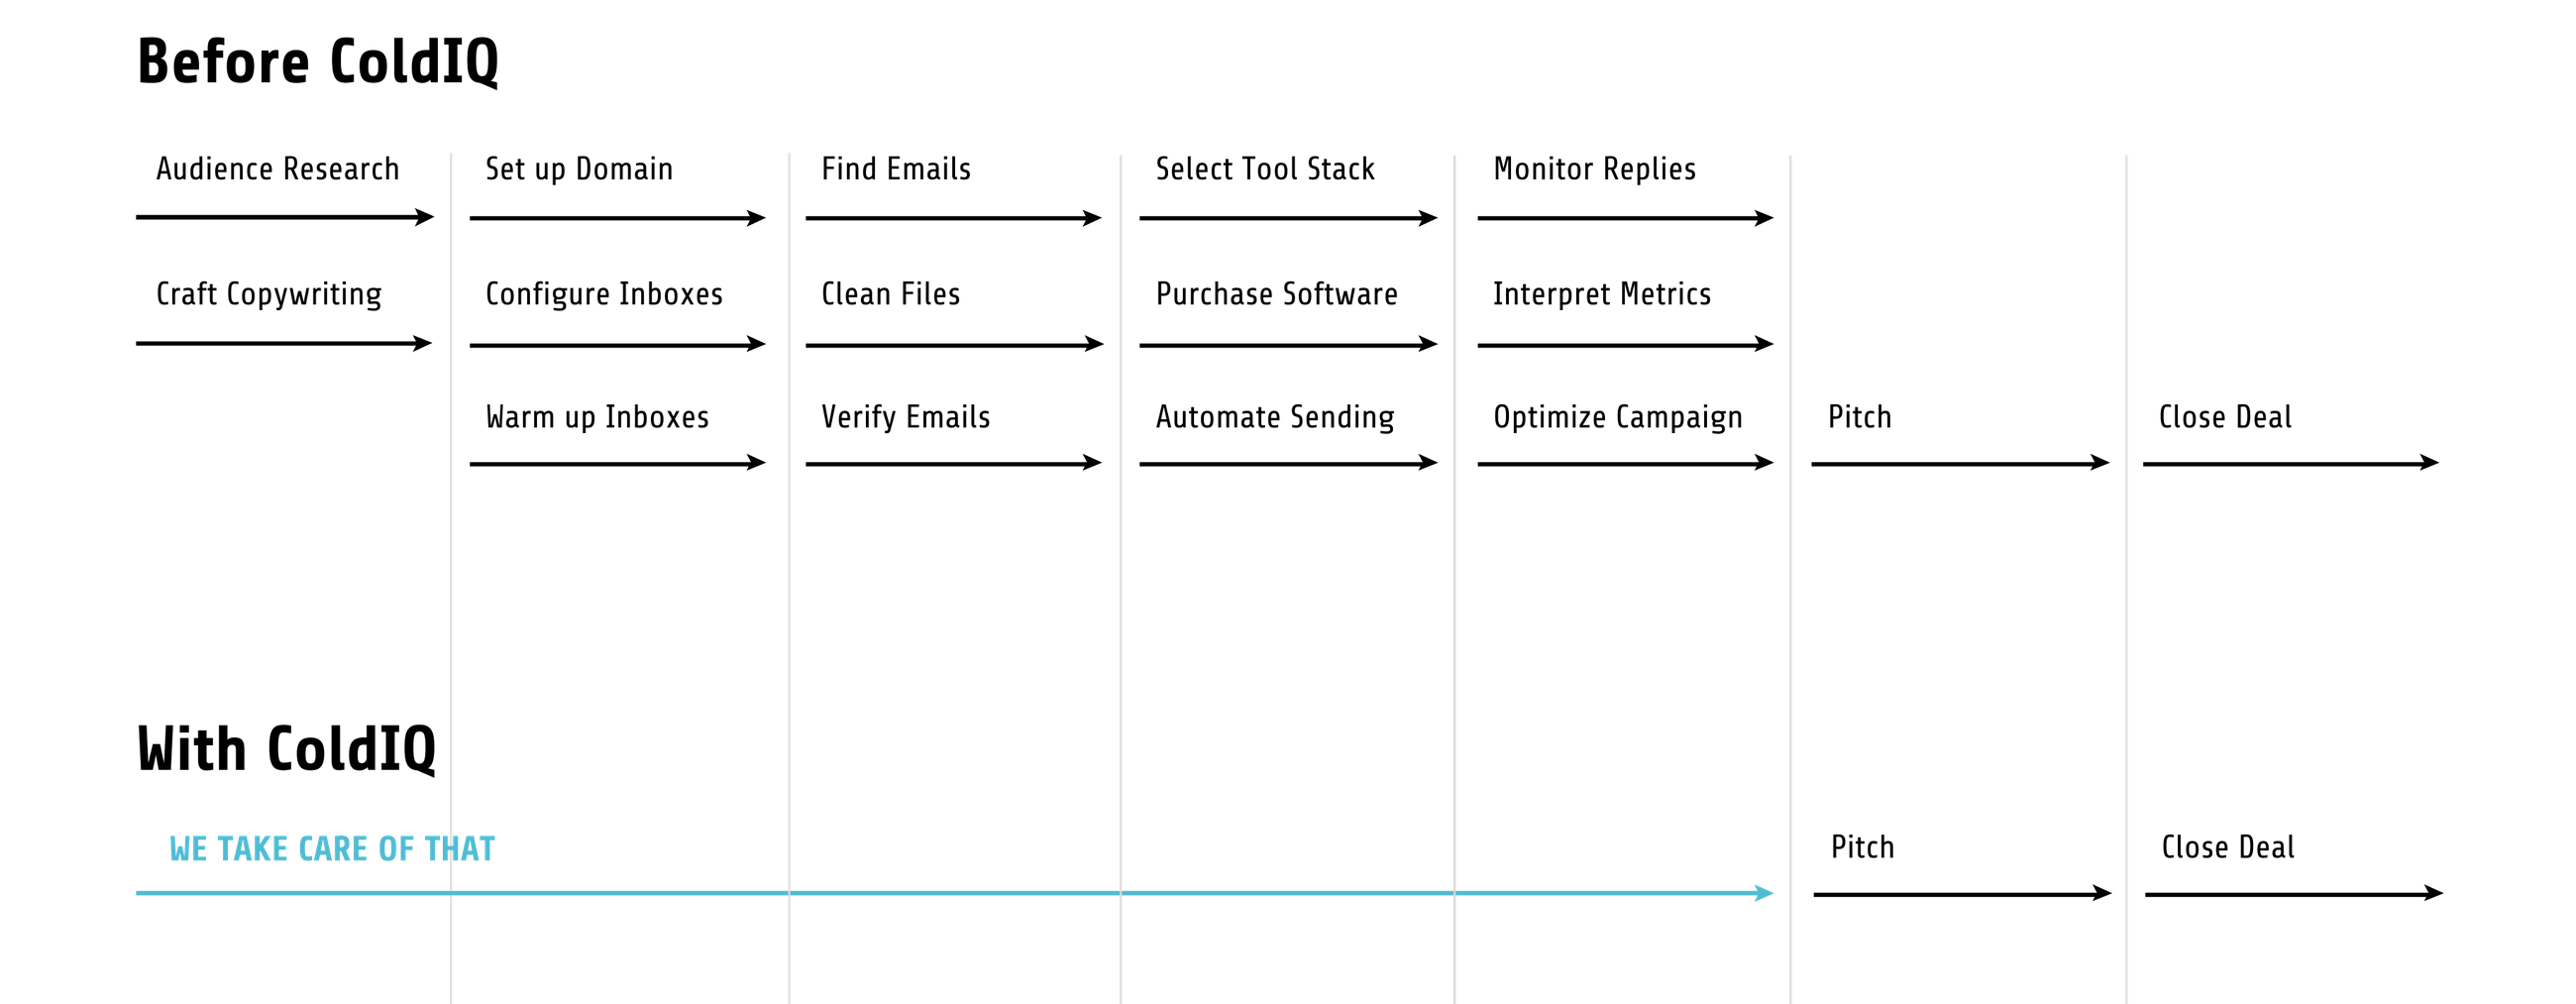 Before ColdIQ
Audience Research
Set up Domain
Find Emails
Select Tool Stack
Monitor Replies
Craft Copywriting
Configure Inboxes
Clean Files
Purchase Software
Interpret Metrics
Warm up Inboxes
Verify Emails
Automate Sending
Optimize Campaign
Pitch
Close Deal
With ColdIQ
WE TAKE CARE OF THAT
Pitch
Close Deal